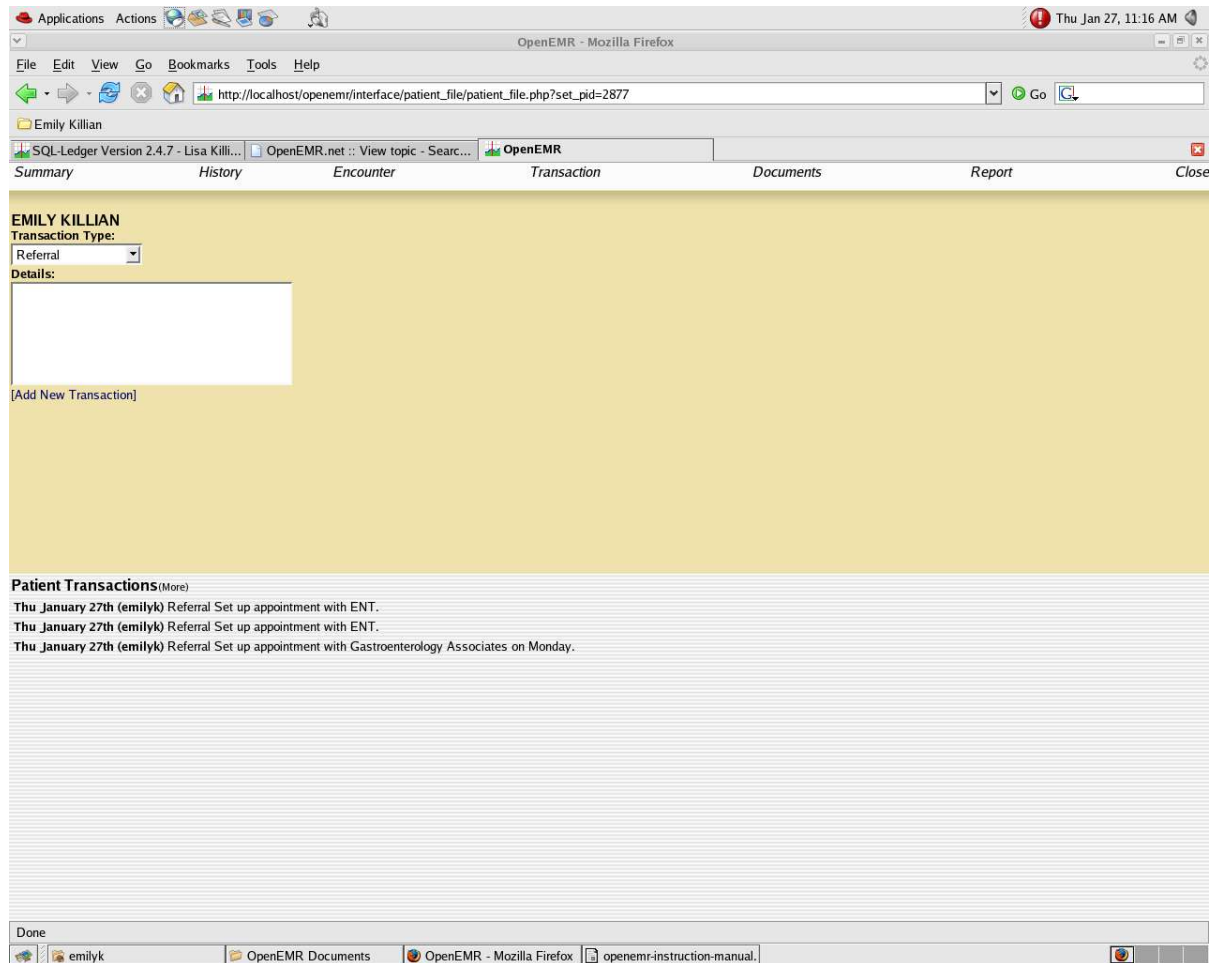 Applications Actions Thu Jan 27, 11:16 AM
OpenEMR - Mozilla Firefox
File Edit View Go Bookmarks Tools Help
http://localhost/openemr/interface/patient_file/patient_file.php?set_pid=2877 Go G
Emily Killian
SQL-Ledger Version 2.4.7 - Lisa Killi... OpenEMR.net :: View topic - Searc... OpenEMR
Summary History Encounter Transaction Documents Report Close
EMILY KILLIAN
Transaction Type:
Referral
Details:
[Add New Transaction]
Patient Transactions(More)
Thu January 27th (emilyk) Referral Set up appointment with ENT.
Thu January 27th (emilyk) Referral Set up appointment with ENT.
Thu January 27th (emilyk) Referral Set up appointment with Gastroenterology Associates on Monday.
Done
emilyk OpenEMR Documents OpenEMR - Mozilla Firefox openemr-instruction-manual.